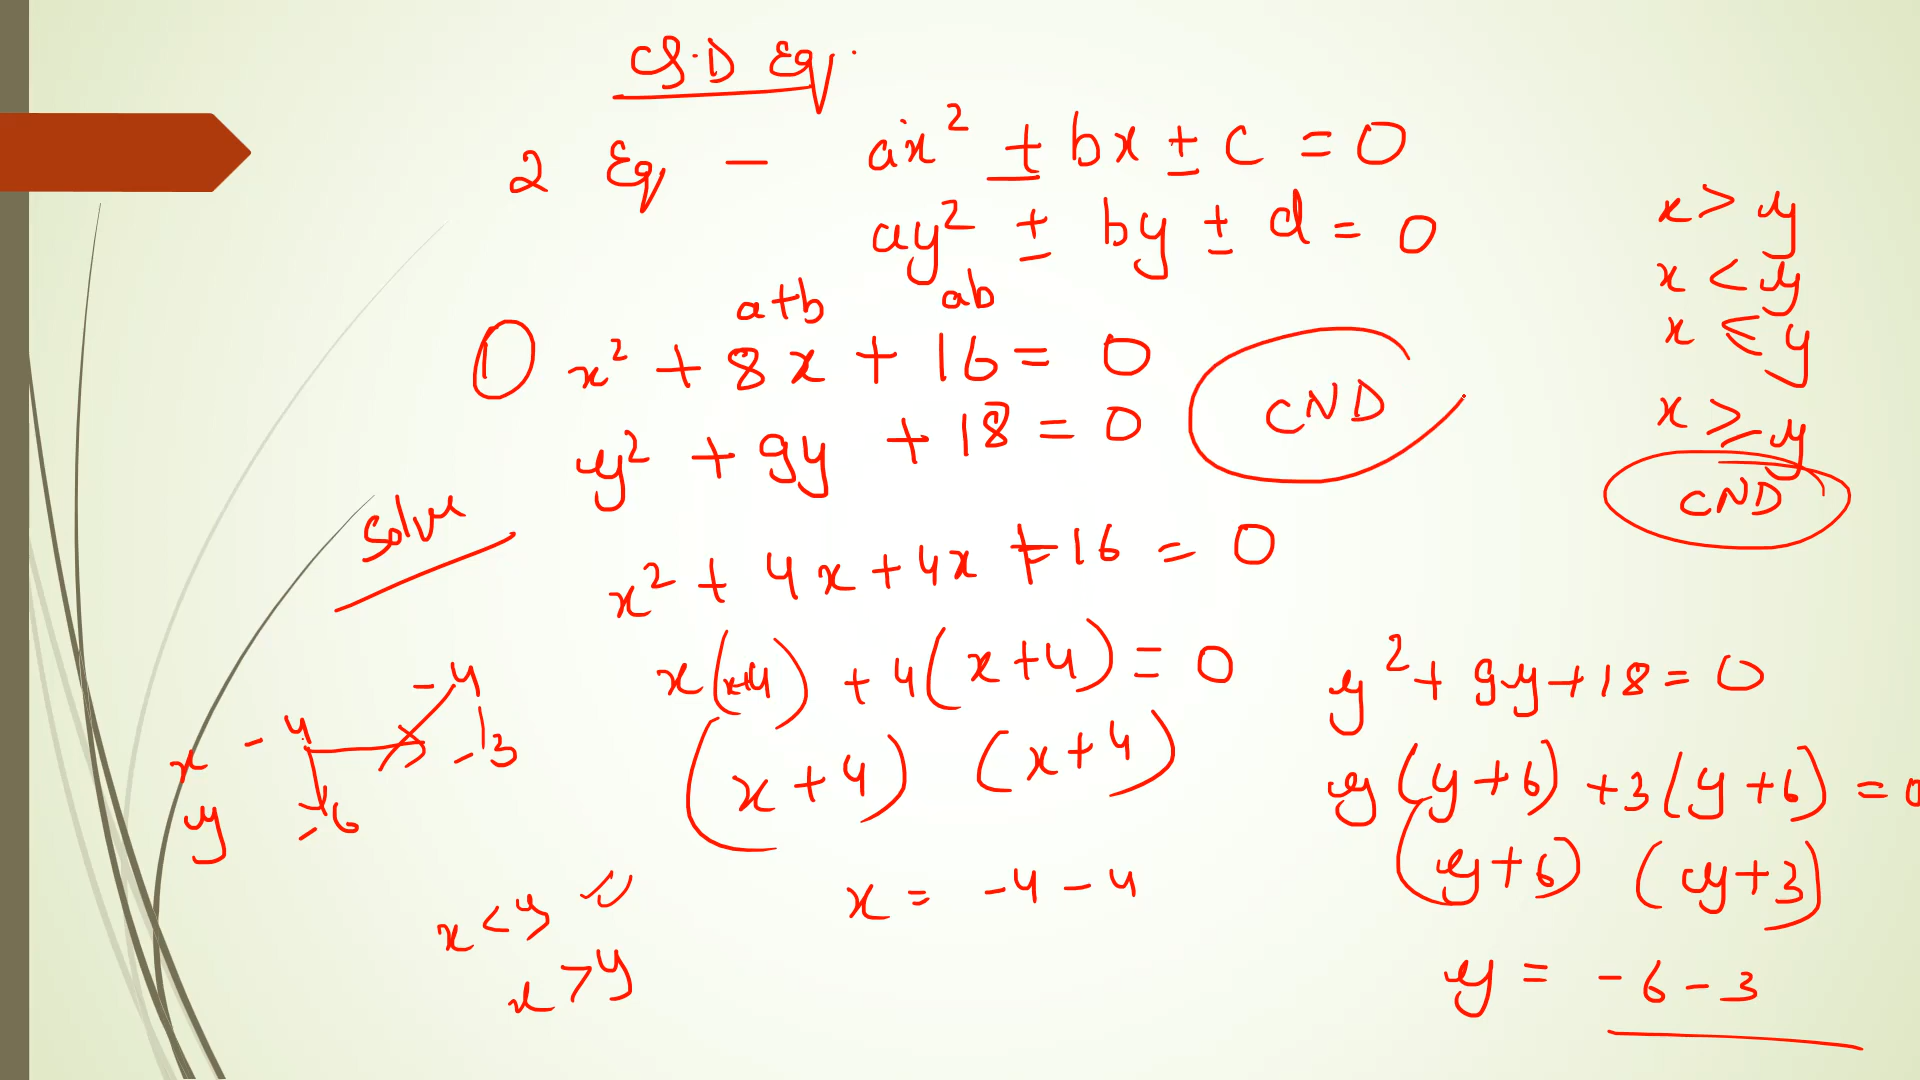 Q.D Eq.
2 Eq - ax² ± bx ± c = 0
ay² ± by ± d = 0
a+b ab
① x² + 8x + 16 = 0
y² + 9y + 18 = 0
CND
x > y
x < y
x ≤ y
x ≥ y
CND
Solve
x² + 4x + 4x + 16 = 0
x(x+4) + 4(x+4) = 0
(x+4) (x+4)
x = -4 -4
y² + 9y + 18 = 0
y(y+6) + 3(y+6) = 0
(y+6) (y+3)
y = -6 -3
x -4 -4
y -6 -3
x < y
x > y